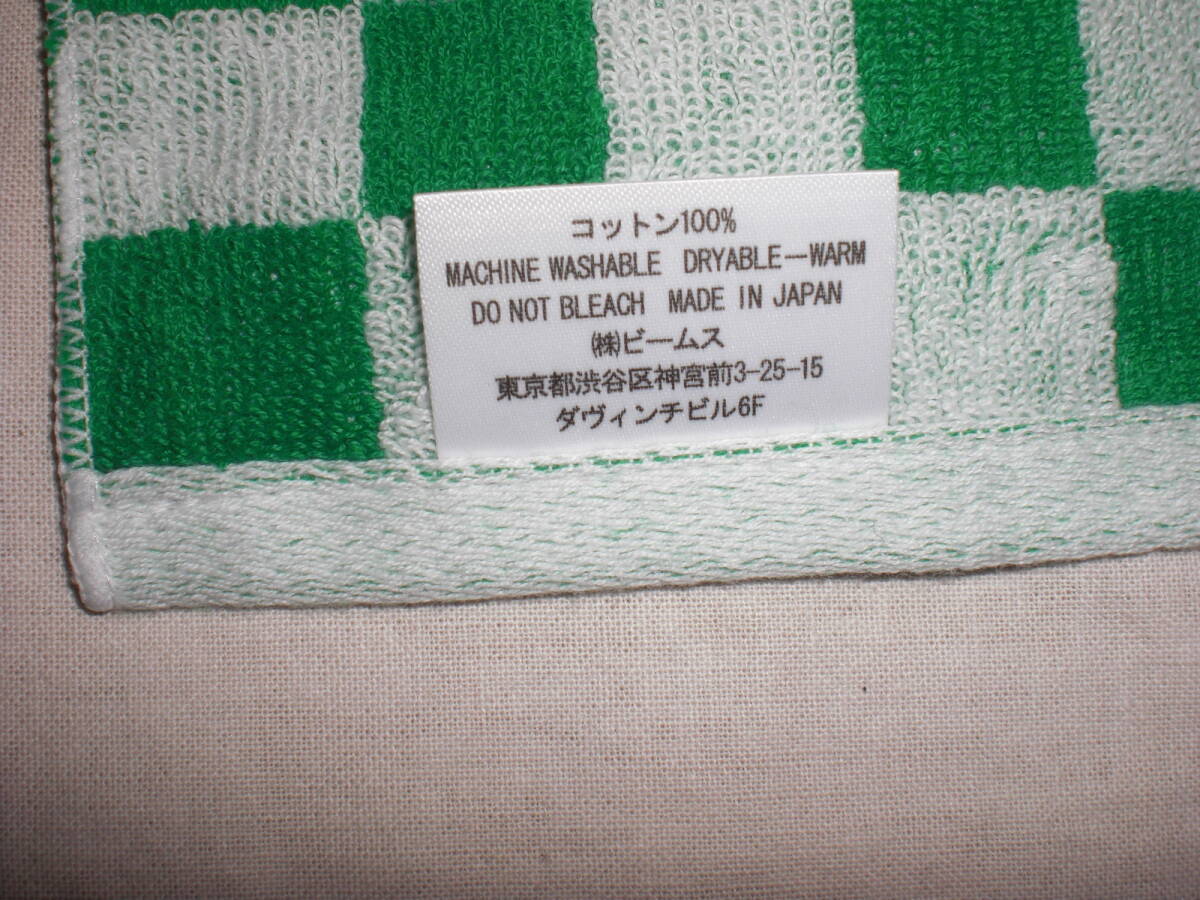 コットン100%
MACHINE WASHABLE DRYABLE—WARM
DO NOT BLEACH MADE IN JAPAN
㈱ビームス
東京都渋谷区神宮前3-25-15
ダヴィンチビル6F